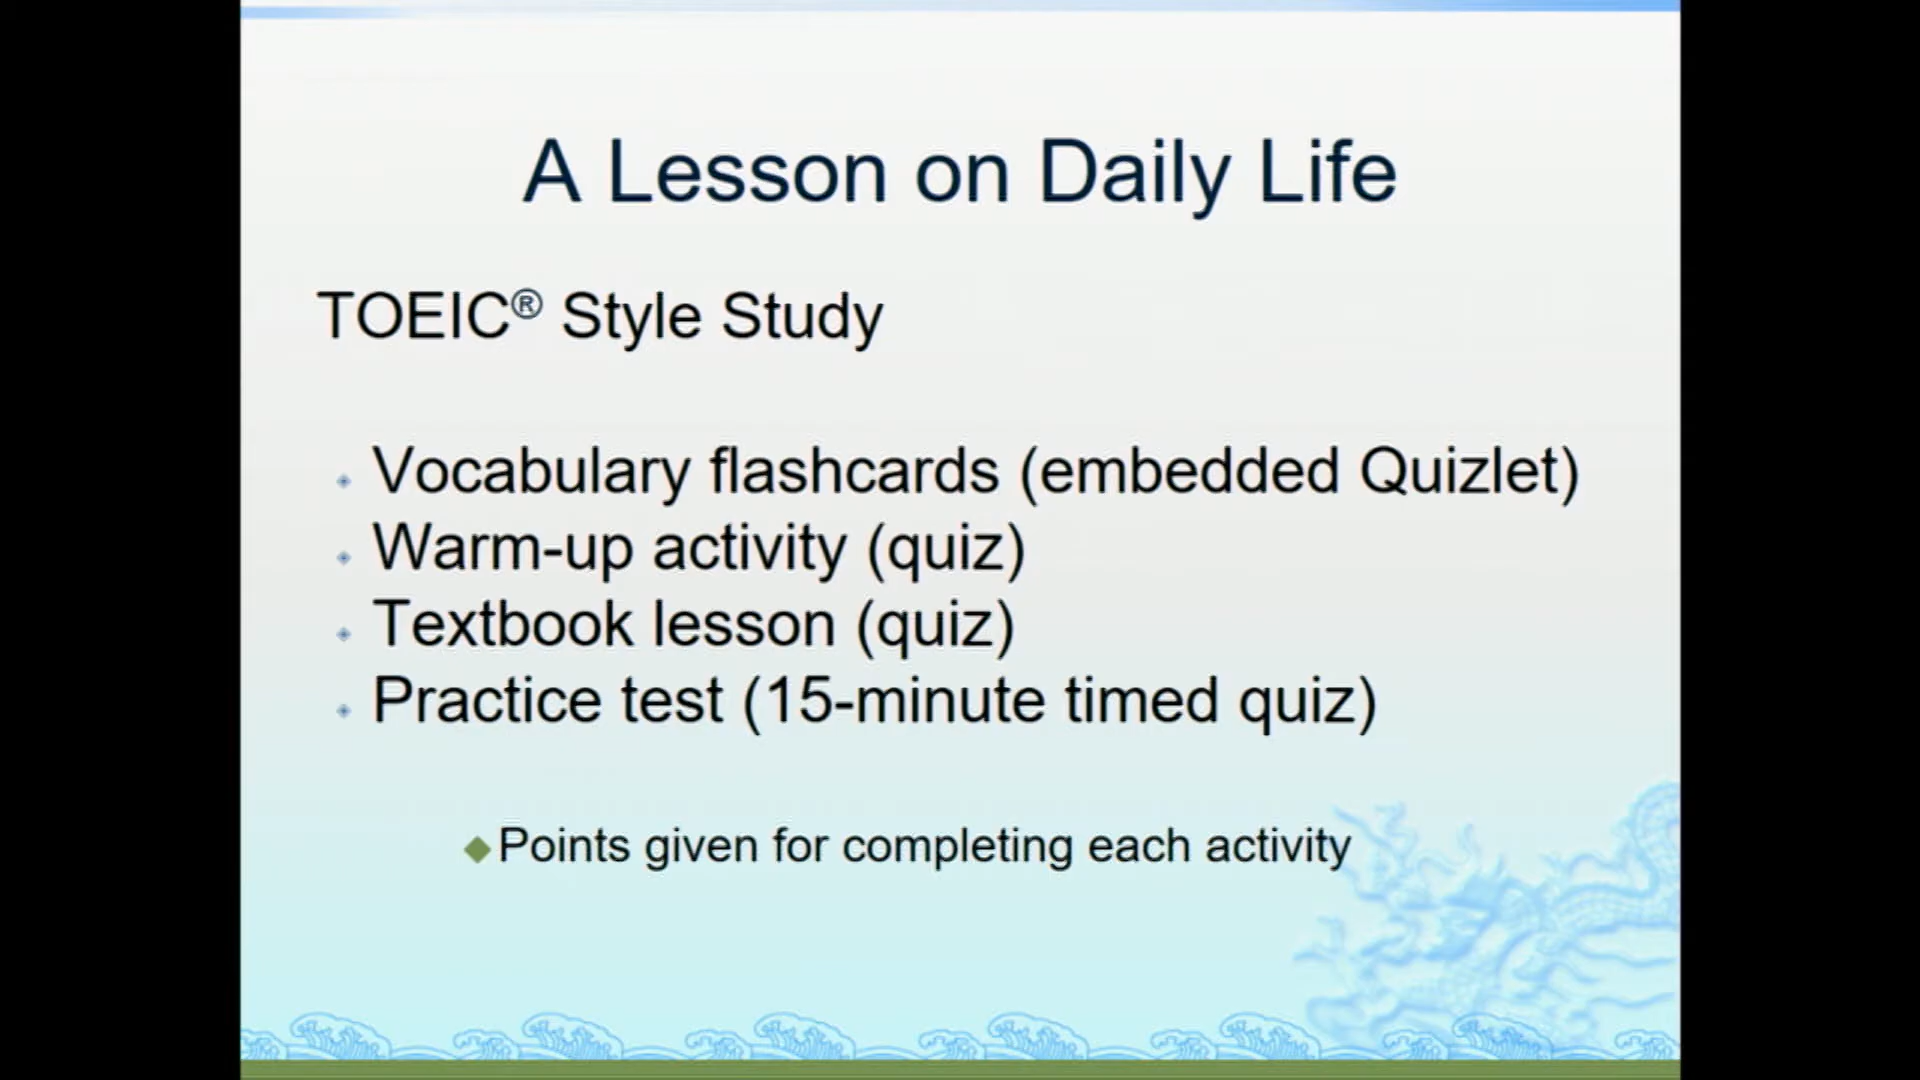 A Lesson on Daily Life
TOEIC® Style Study
Vocabulary flashcards (embedded Quizlet)
Warm-up activity (quiz)
Textbook lesson (quiz)
Practice test (15-minute timed quiz)
Points given for completing each activity